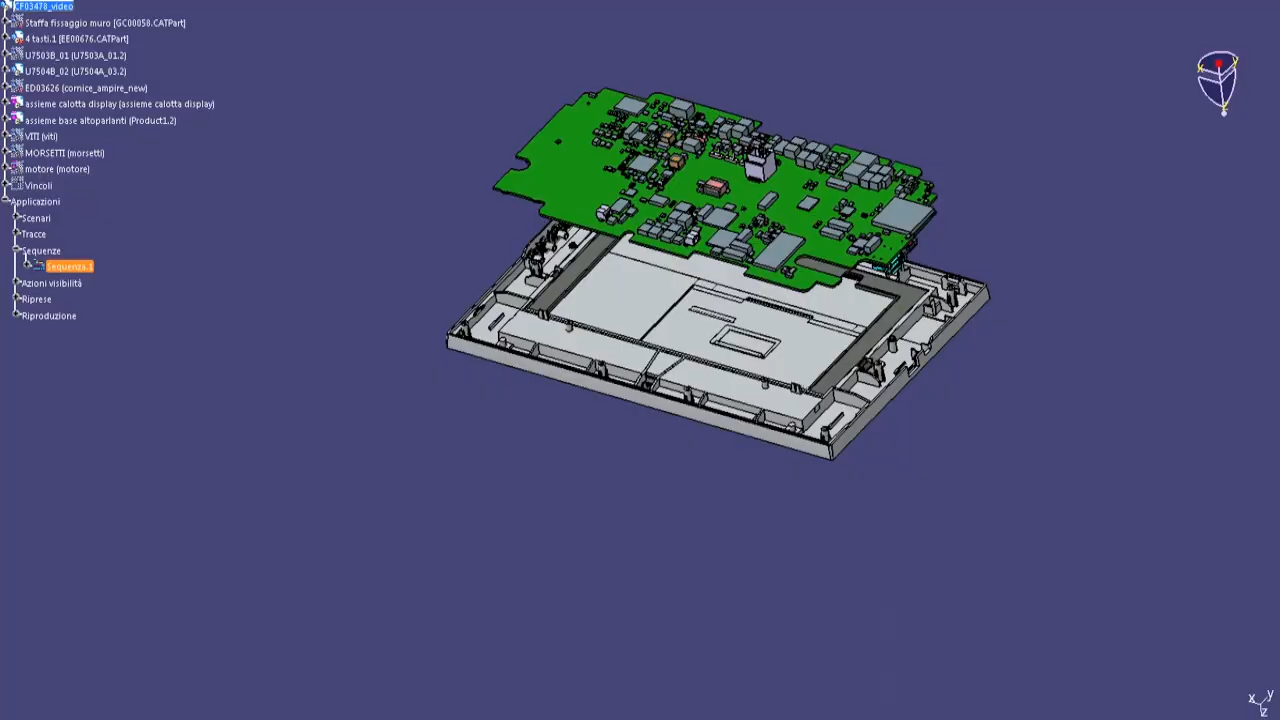 CF03478_video
Staffa fissaggio muro [GC00058.CATPart]
4 tasti.1 [EE00676.CATPart]
U7503B_01 (U7503A_01.2)
U7504B_02 (U7504A_03.2)
ED03626 (cornice_ampire_new)
assieme calotta display (assieme calotta display)
assieme base altoparlanti (Product1.2)
VITI (viti)
MORSETTI (morsetti)
motore (motore)
Vincoli
Applicazioni
Scenari
Tracce
Sequenze
Sequenza.1
Azioni visibilità
Riprese
Riproduzione
x y
z